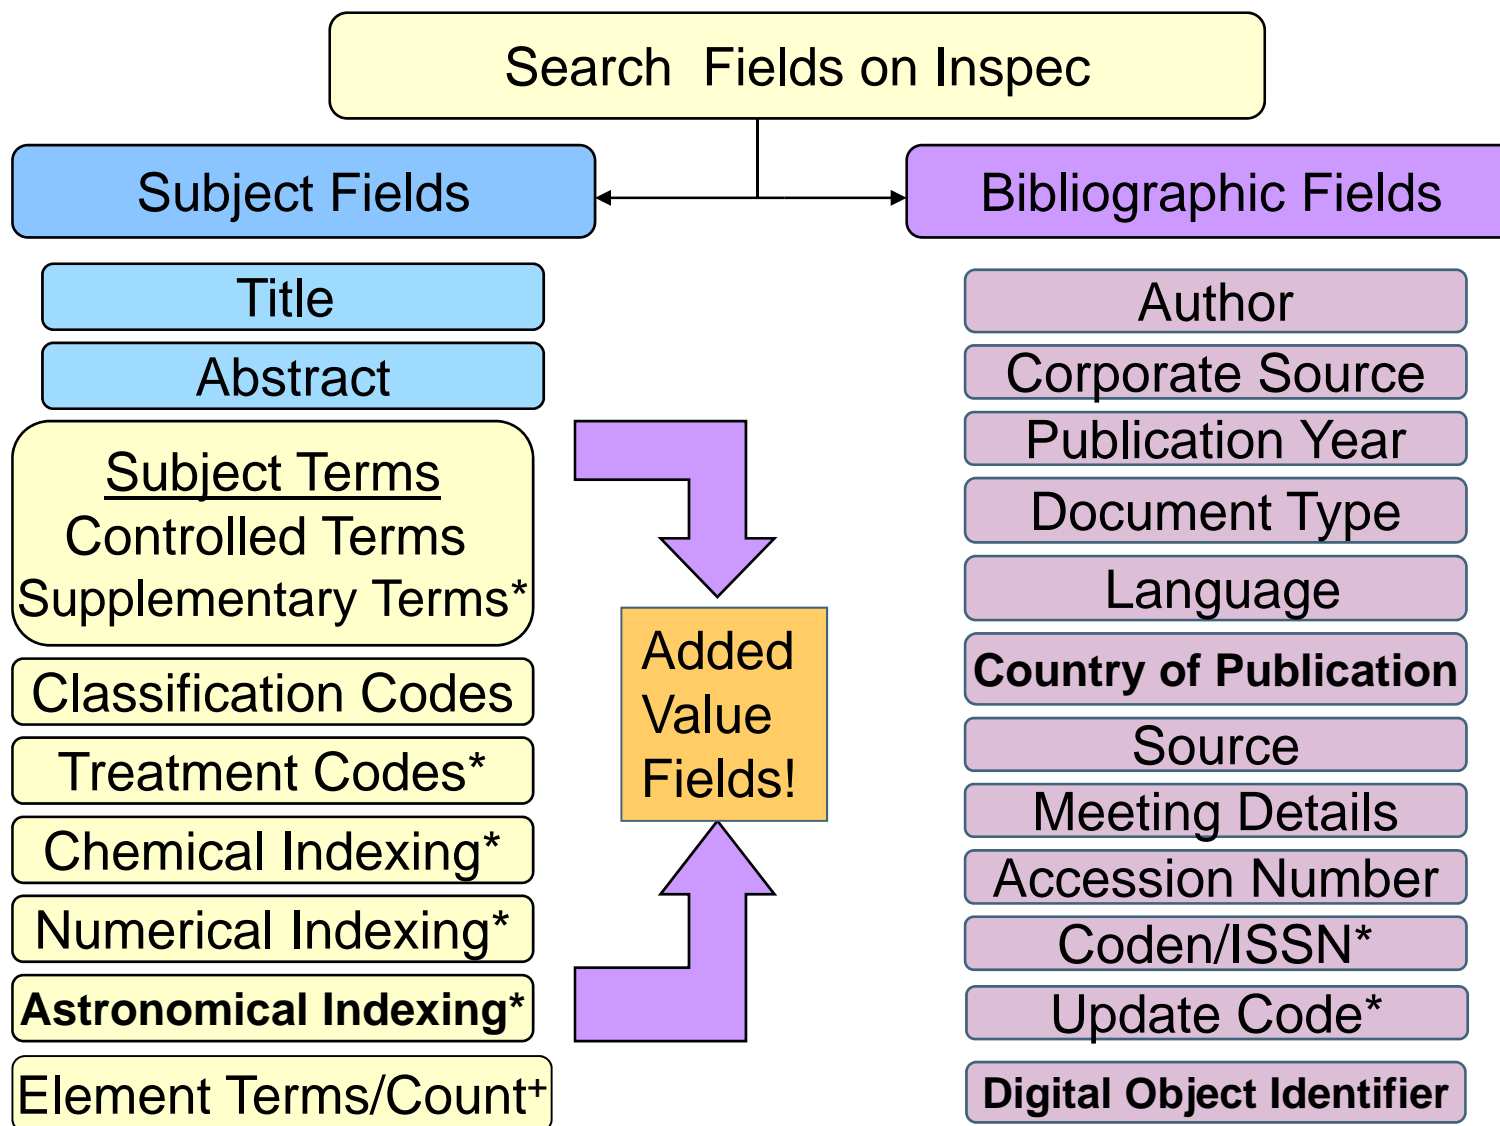 Search  Fields on Inspec
Subject Fields
Bibliographic Fields
Title
Abstract
Subject Terms
Controlled Terms
Supplementary Terms*
Classification Codes
Treatment Codes*
Chemical Indexing*
Numerical Indexing*
Astronomical Indexing*
Element Terms/Count+
Added
Value
Fields!
Author
Corporate Source
Publication Year
Document Type
Language
Country of Publication
Source
Meeting Details
Accession Number
Coden/ISSN*
Update Code*
Digital Object Identifier